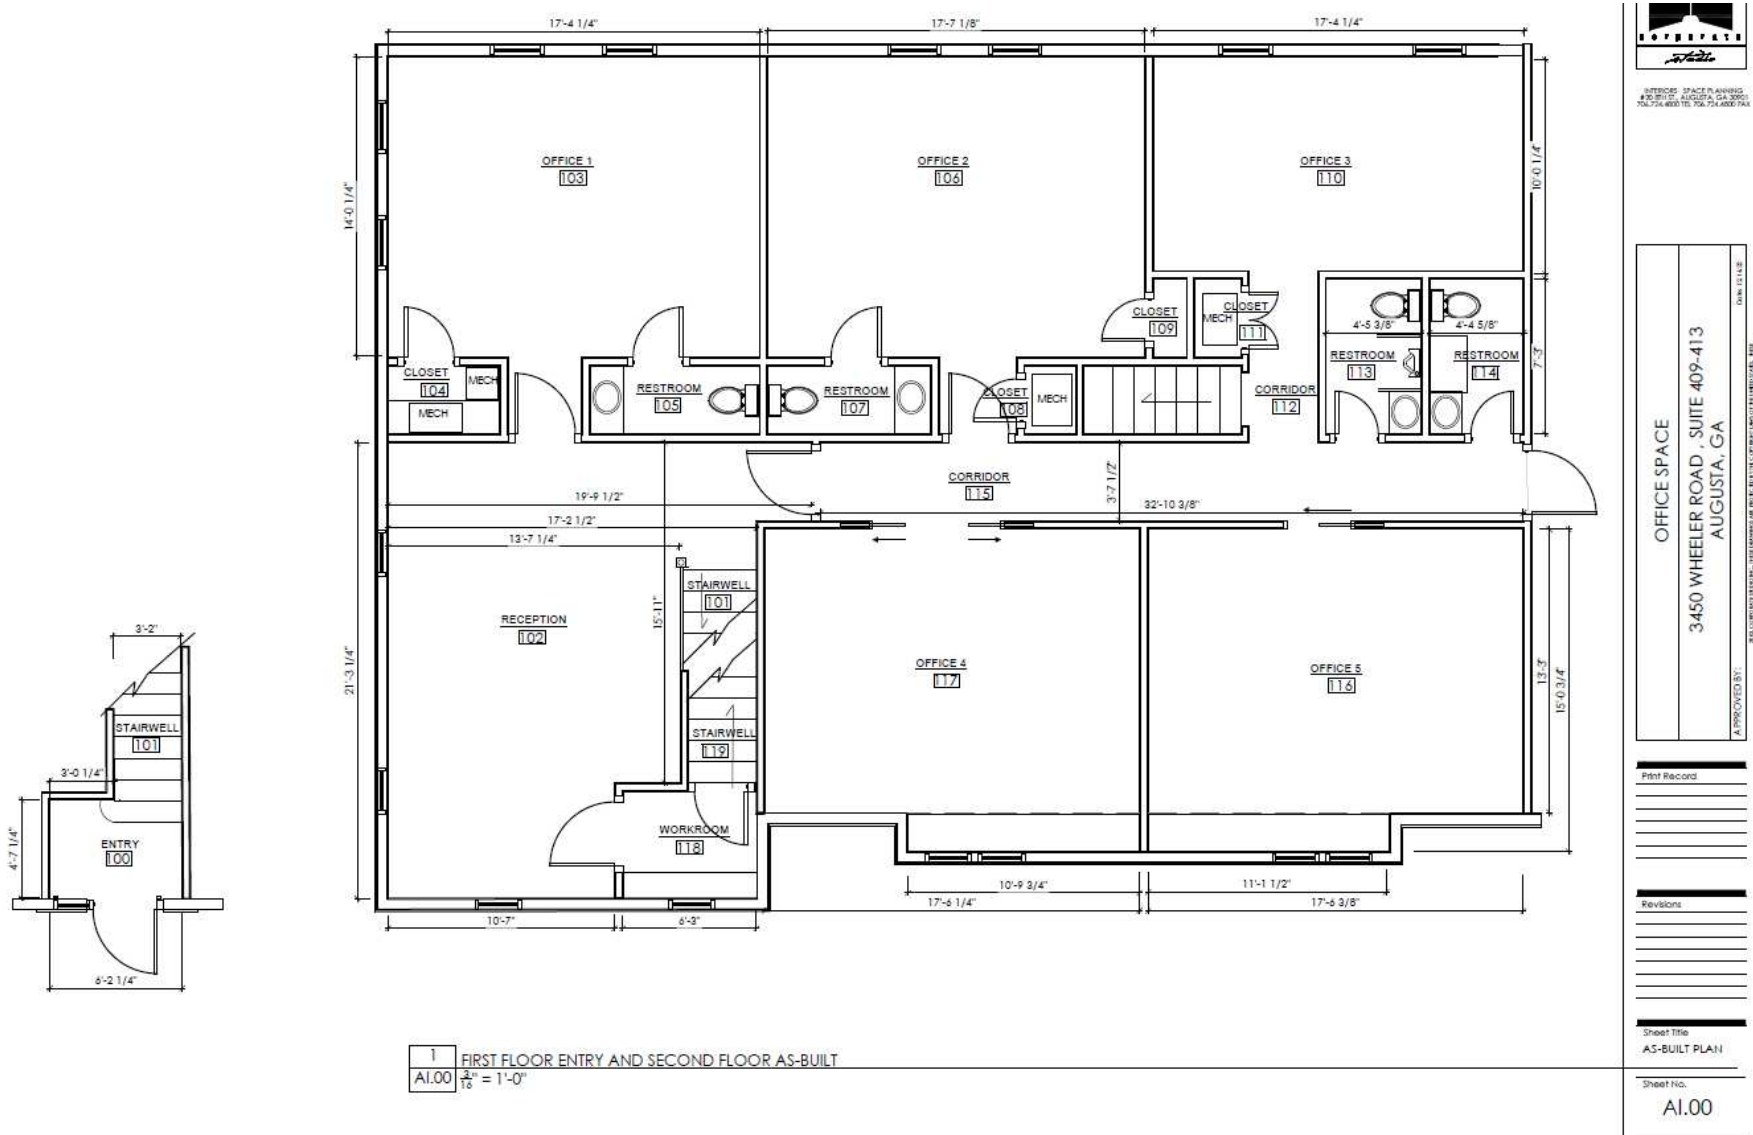 17'-4 1/4"
17'-7 1/8"
17'-4 1/4"
14'-0 1/4"
OFFICE 1
103
OFFICE 2
106
OFFICE 3
110
10'-0 1/4"
CLOSET
109
CLOSET
MECH
111
4'-5 3/8"
4'-4 5/8"
7'-3"
RESTROOM
113
RESTROOM
114
CLOSET
104
MECH
MECH
RESTROOM
105
RESTROOM
107
CLOSET
108
MECH
CORRIDOR
112
CORRIDOR
115
3'-7 1/2"
19'-9 1/2"
32'-10 3/8"
17'-2 1/2"
13'-7 1/4"
STAIRWELL
101
15'-11"
RECEPTION
102
21'-3 1/4"
OFFICE 4
117
OFFICE 5
116
13'-3"
15'-0 3/4"
STAIRWELL
119
WORKROOM
118
10'-9 3/4"
11'-1 1/2"
17'-6 1/4"
17'-6 3/8"
10'-7"
6'-3"
3'-2"
STAIRWELL
101
3'-0 1/4"
4'-7 1/4"
ENTRY
100
6'-2 1/4"
1
FIRST FLOOR ENTRY AND SECOND FLOOR AS-BUILT
AI.00
3/16" = 1'-0"
studio
INTERIORS SPACE PLANNING
OFFICE SPACE
3450 WHEELER ROAD , SUITE 409-413
AUGUSTA, GA
APPROVED BY:
Print Record
Revisions
Sheet Title
AS-BUILT PLAN
Sheet No.
AI.00